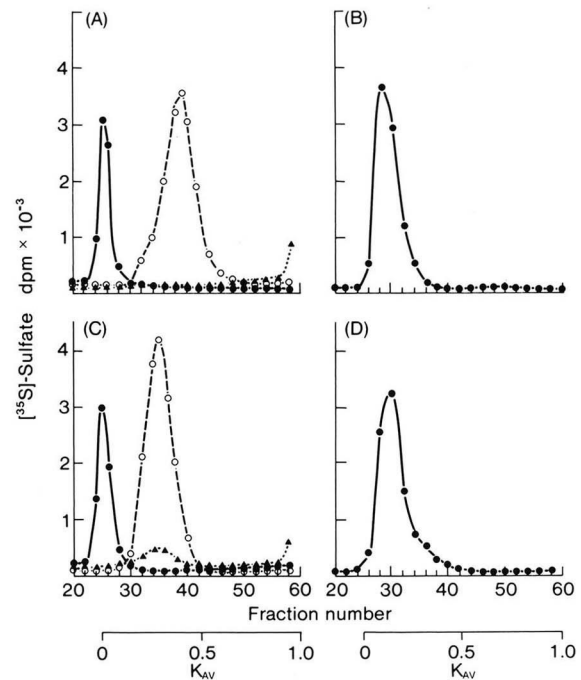 (A)
(B)
4
3
2
1
(C)
(D)
4
3
2
1
[³⁵S]-Sulfate dpm × 10⁻³
20 30 40 50 60 20 30 40 50 60
Fraction number
0 0.5 1.0 0 0.5 1.0
K_AV K_AV